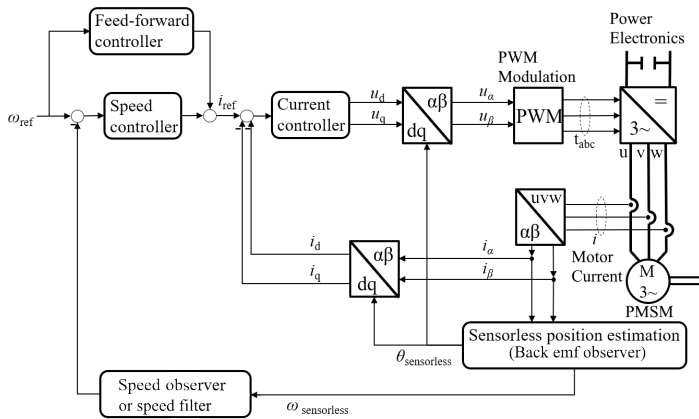 Feed-forward
controller
Power
Electronics
PWM
Modulation
ω_ref
Speed
controller
i_ref
Current
controller
u_d
u_q
αβ
dq
u_α
u_β
PWM
t_abc
=
3~
u v w
uvw
αβ
i
Motor
Current
M
3~
PMSM
i_d
i_q
αβ
dq
i_α
i_β
Sensorless position estimation
(Back emf observer)
θ_sensorless
Speed observer
or speed filter
ω_sensorless